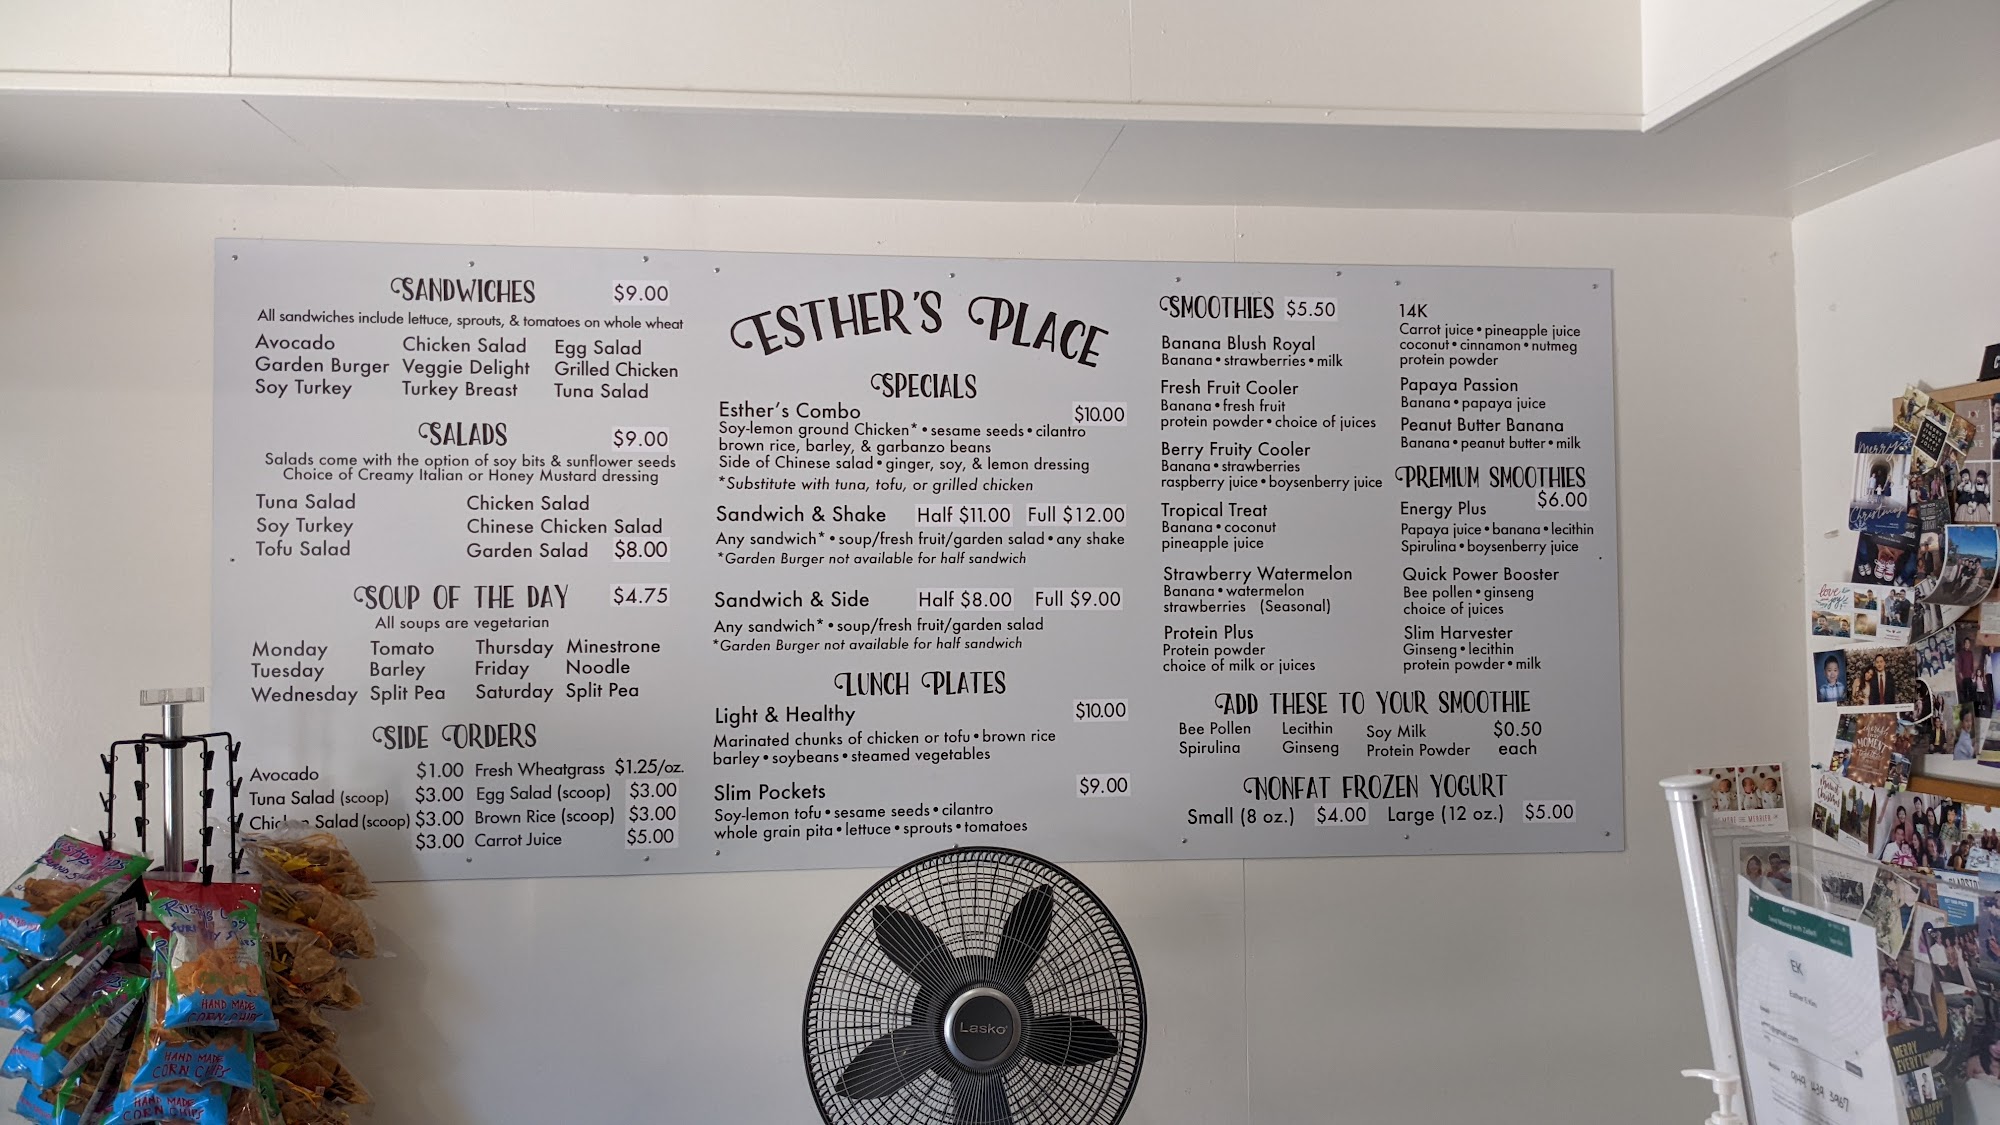 ESTHER'S PLACE
SANDWICHES $9.00
All sandwiches include lettuce, sprouts, & tomatoes on whole wheat
Avocado Chicken Salad Egg Salad
Garden Burger Veggie Delight Grilled Chicken
Soy Turkey Turkey Breast Tuna Salad
SALADS $9.00
Salads come with the option of soy bits & sunflower seeds
Choice of Creamy Italian or Honey Mustard dressing
Tuna Salad Chicken Salad
Soy Turkey Chinese Chicken Salad
Tofu Salad Garden Salad $8.00
SOUP OF THE DAY $4.75
All soups are vegetarian
Monday Tomato Thursday Minestrone
Tuesday Barley Friday Noodle
Wednesday Split Pea Saturday Split Pea
SIDE ORDERS
Avocado $1.00 Fresh Wheatgrass $1.25/oz.
Tuna Salad (scoop) $3.00 Egg Salad (scoop) $3.00
Salad (scoop) $3.00 Brown Rice (scoop) $3.00
$3.00 Carrot Juice $5.00
SPECIALS
Esther's Combo $10.00
Soy-lemon ground Chicken* • sesame seeds • cilantro
brown rice, barley, & garbanzo beans
Side of Chinese salad • ginger, soy, & lemon dressing
*Substitute with tuna, tofu, or grilled chicken
Sandwich & Shake Half $11.00 Full $12.00
Any sandwich* • soup/fresh fruit/garden salad • any shake
*Garden Burger not available for half sandwich
Sandwich & Side Half $8.00 Full $9.00
Any sandwich* • soup/fresh fruit/garden salad
*Garden Burger not available for half sandwich
LUNCH PLATES
Light & Healthy $10.00
Marinated chunks of chicken or tofu • brown rice
barley • soybeans • steamed vegetables
Slim Pockets $9.00
Soy-lemon tofu • sesame seeds • cilantro
whole grain pita • lettuce • sprouts • tomatoes
SMOOTHIES $5.50
Banana Blush Royal
Banana • strawberries • milk
Fresh Fruit Cooler
Banana • fresh fruit
protein powder • choice of juices
Berry Fruity Cooler
Banana • strawberries
raspberry juice • boysenberry juice
Tropical Treat
Banana • coconut
pineapple juice
Strawberry Watermelon
Banana • watermelon
strawberries (Seasonal)
Protein Plus
Protein powder
choice of milk or juices
14K
Carrot juice • pineapple juice
coconut • cinnamon • nutmeg
protein powder
Papaya Passion
Banana • papaya juice
Peanut Butter Banana
Banana • peanut butter • milk
PREMIUM SMOOTHIES
$6.00
Energy Plus
Papaya juice • banana • lecithin
Spirulina • boysenberry juice
Quick Power Booster
Bee pollen • ginseng
choice of juices
Slim Harvester
Ginseng • lecithin
protein powder • milk
ADD THESE TO YOUR SMOOTHIE
Bee Pollen Lecithin Soy Milk $0.50
Spirulina Ginseng Protein Powder each
NONFAT FROZEN YOGURT
Small (8 oz.) $4.00 Large (12 oz.) $5.00
Lasko
HAND MADE
CORN CHIPS
HAND MADE
CORN CHIPS
HAND MADE
CORN CHIPS
EK
Merry
Christmas
MERRY
EVERYTHING
AND HAPPY